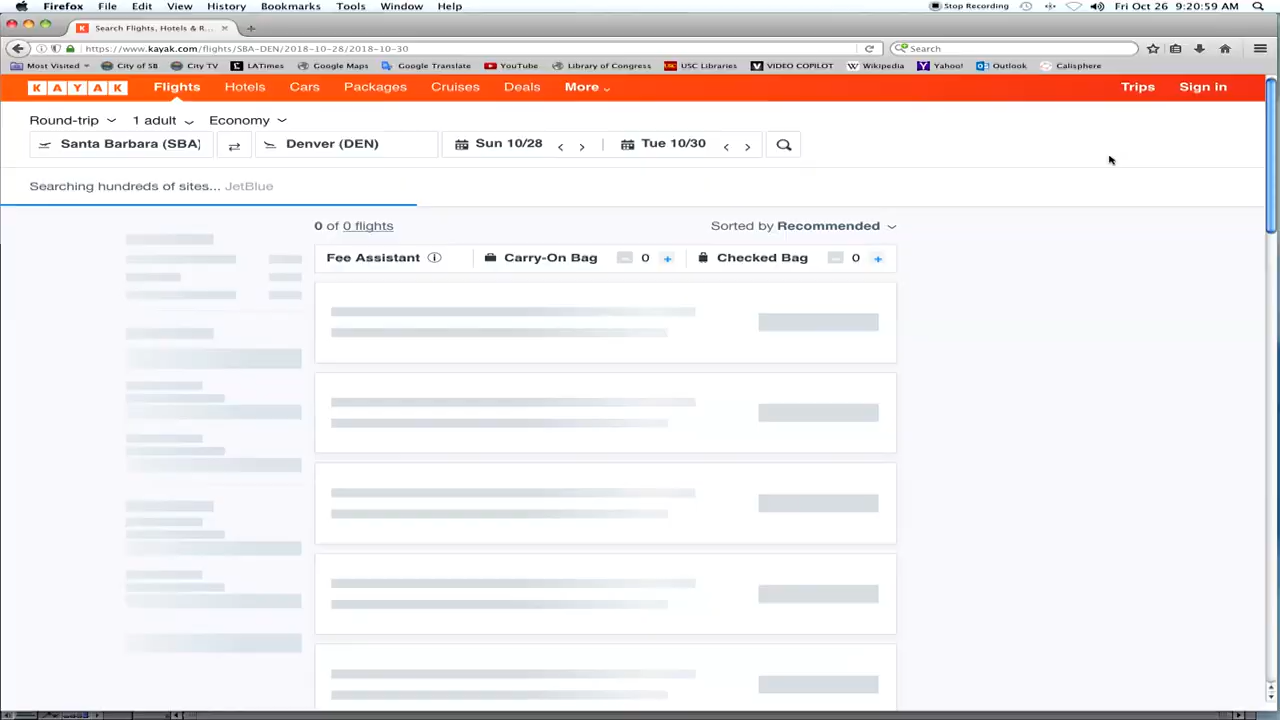 Firefox File Edit View History Bookmarks Tools Window Help Stop Recording Fri Oct 26 9:20:59 AM
Search Flights, Hotels & R...
https://www.kayak.com/flights/SBA-DEN/2018-10-28/2018-10-30 Search
Most Visited City of SB City TV LATimes Google Maps Google Translate YouTube Library of Congress USC Libraries VIDEO COPILOT Wikipedia Yahoo! Outlook Calisphere
KAYAK Flights Hotels Cars Packages Cruises Deals More Trips Sign in
Round-trip 1 adult Economy
Santa Barbara (SBA) Denver (DEN) Sun 10/28 Tue 10/30
Searching hundreds of sites... JetBlue
0 of 0 flights Sorted by Recommended
Fee Assistant Carry-On Bag 0 + Checked Bag 0 +